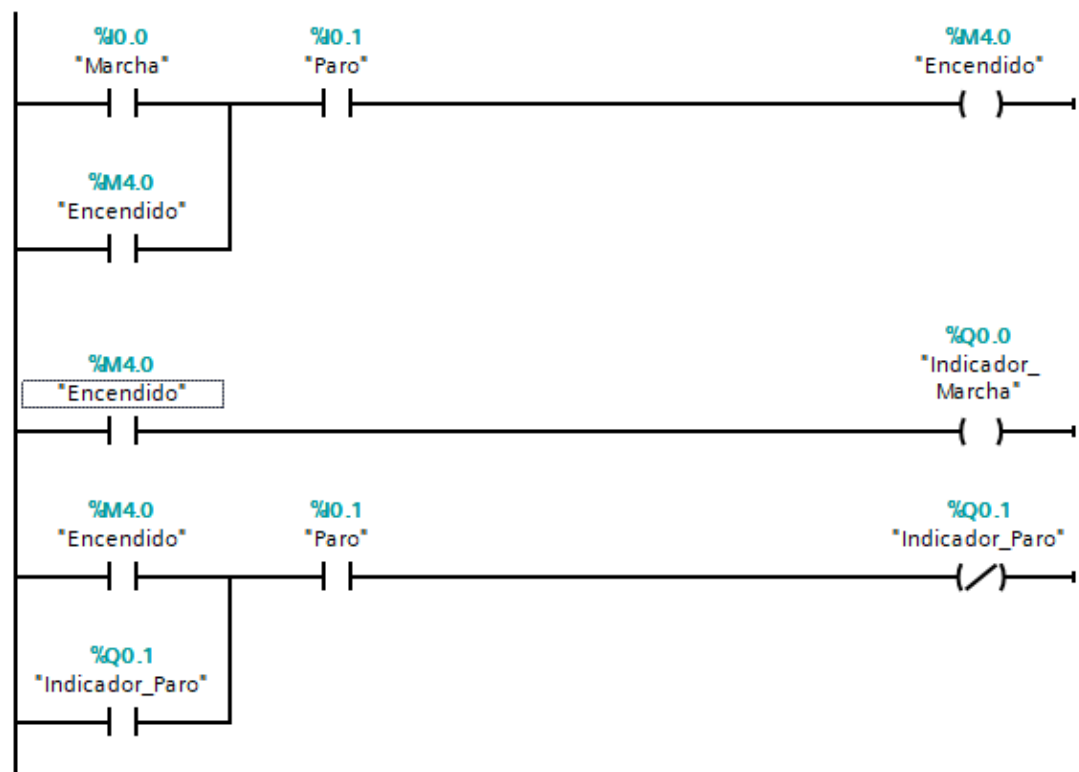 %I0.0
"Marcha"
%I0.1
"Paro"
%M4.0
"Encendido"
%M4.0
"Encendido"
%M4.0
"Encendido"
%Q0.0
"Indicador_
Marcha"
%M4.0
"Encendido"
%I0.1
"Paro"
%Q0.1
"Indicador_Paro"
%Q0.1
"Indicador_Paro"